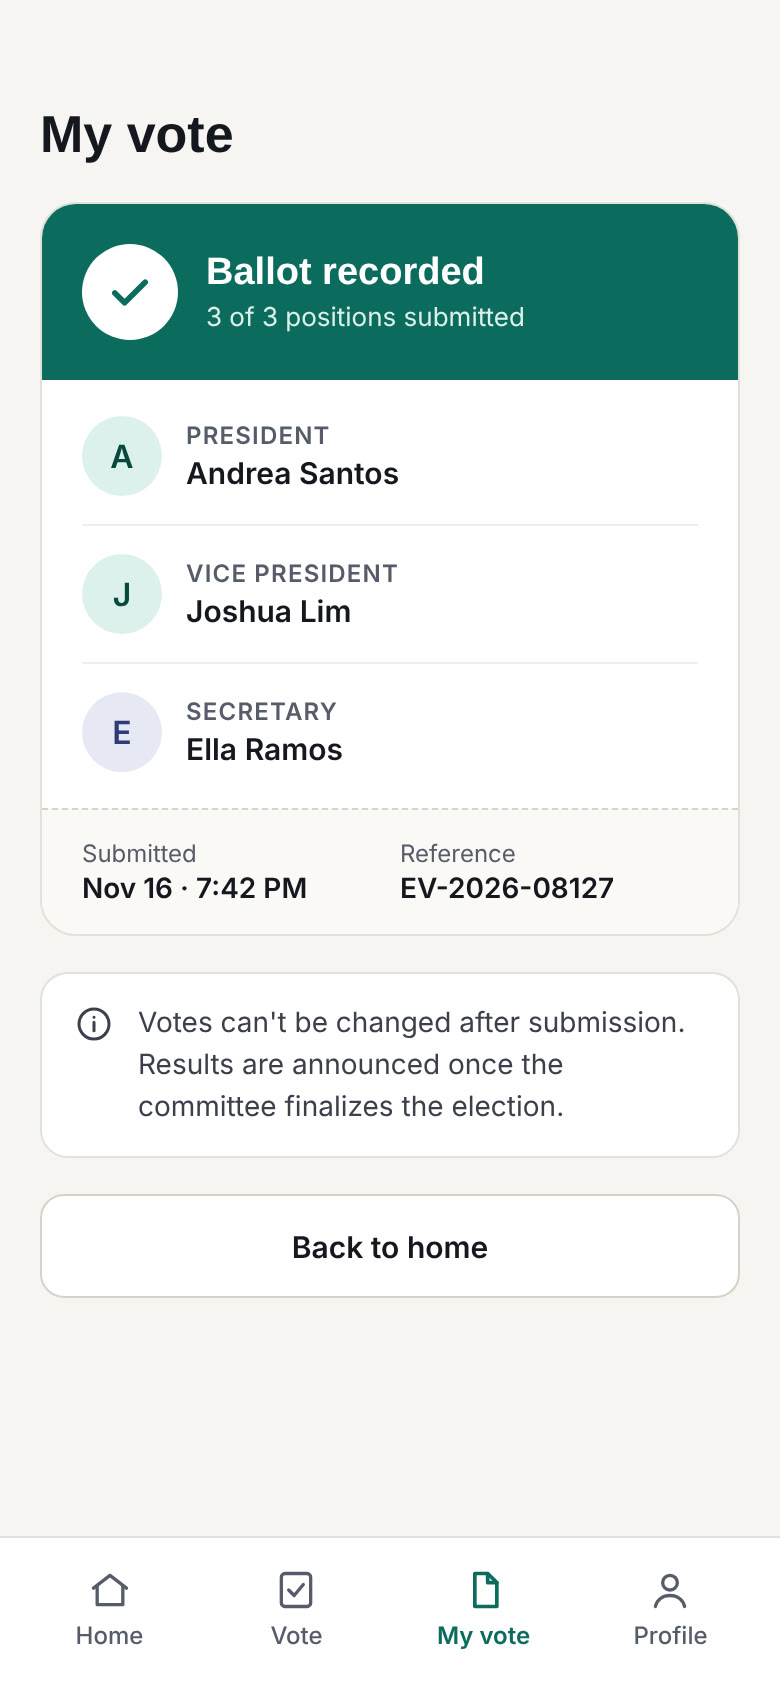 My vote
Ballot recorded
3 of 3 positions submitted
A
PRESIDENT
Andrea Santos
J
VICE PRESIDENT
Joshua Lim
E
SECRETARY
Ella Ramos
Submitted
Nov 16 · 7:42 PM
Reference
EV-2026-08127
Votes can't be changed after submission.
Results are announced once the
committee finalizes the election.
Back to home
Home
Vote
My vote
Profile